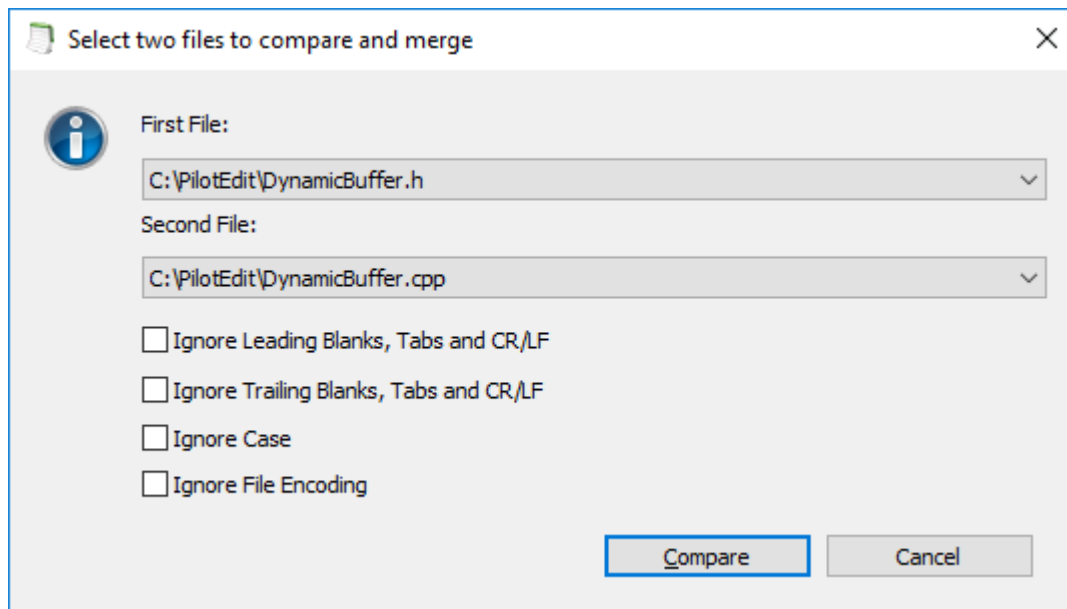 Select two files to compare and merge
First File:
C:\PilotEdit\DynamicBuffer.h
Second File:
C:\PilotEdit\DynamicBuffer.cpp
Ignore Leading Blanks, Tabs and CR/LF
Ignore Trailing Blanks, Tabs and CR/LF
Ignore Case
Ignore File Encoding
Compare Cancel